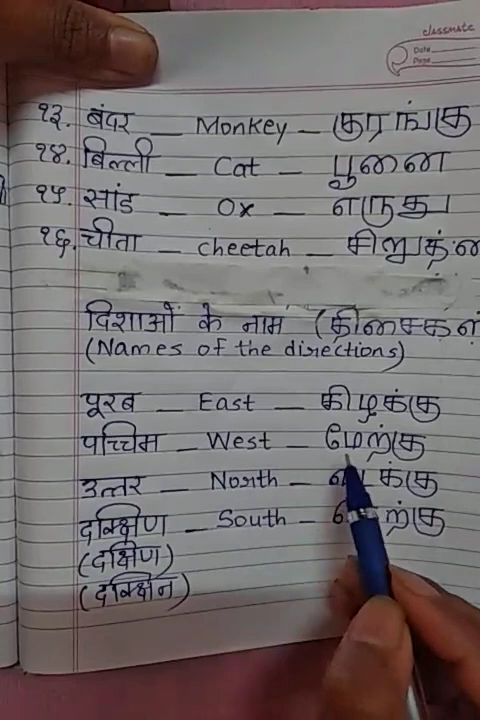 classmate
Date
Page
१३. बंदर — Monkey — குரங்கு
१४. बिल्ली — Cat — பூனை
१५. सांड — Ox — எருது
१६. चीता — Cheetah —
दिशाओं के नाम (
(Names of the directions)
पूरब — East — கிழக்கு
पच्चिम — West — மேற்கு
उत्तर — North —
दक्षिण — South —
(दक्षिण)
(दक्षिन)